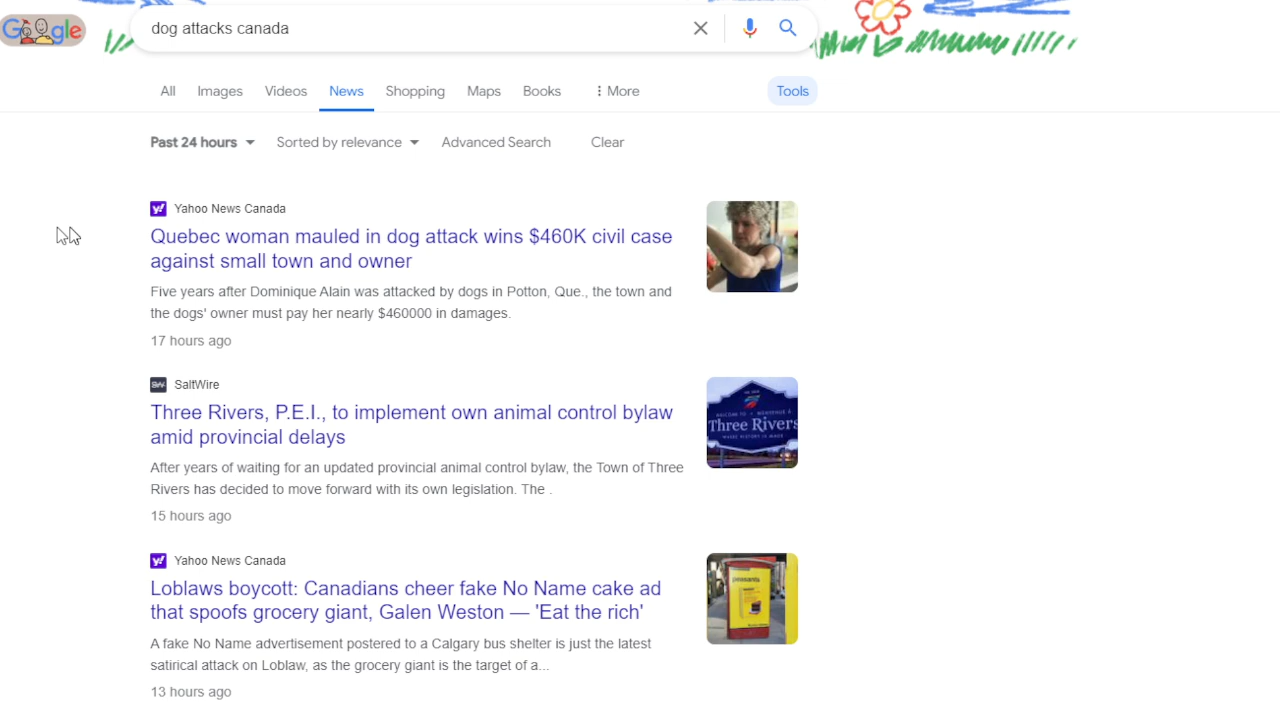 Google
dog attacks canada
All Images Videos News Shopping Maps Books More Tools
Past 24 hours Sorted by relevance Advanced Search Clear
Yahoo News Canada
Quebec woman mauled in dog attack wins $460K civil case
against small town and owner
Five years after Dominique Alain was attacked by dogs in Potton, Que., the town and
the dogs' owner must pay her nearly $460000 in damages.
17 hours ago
SaltWire
Three Rivers, P.E.I., to implement own animal control bylaw
amid provincial delays
After years of waiting for an updated provincial animal control bylaw, the Town of Three
Rivers has decided to move forward with its own legislation. The .
15 hours ago
Three Rivers
Yahoo News Canada
Loblaws boycott: Canadians cheer fake No Name cake ad
that spoofs grocery giant, Galen Weston — 'Eat the rich'
A fake No Name advertisement postered to a Calgary bus shelter is just the latest
satirical attack on Loblaw, as the grocery giant is the target of a...
13 hours ago